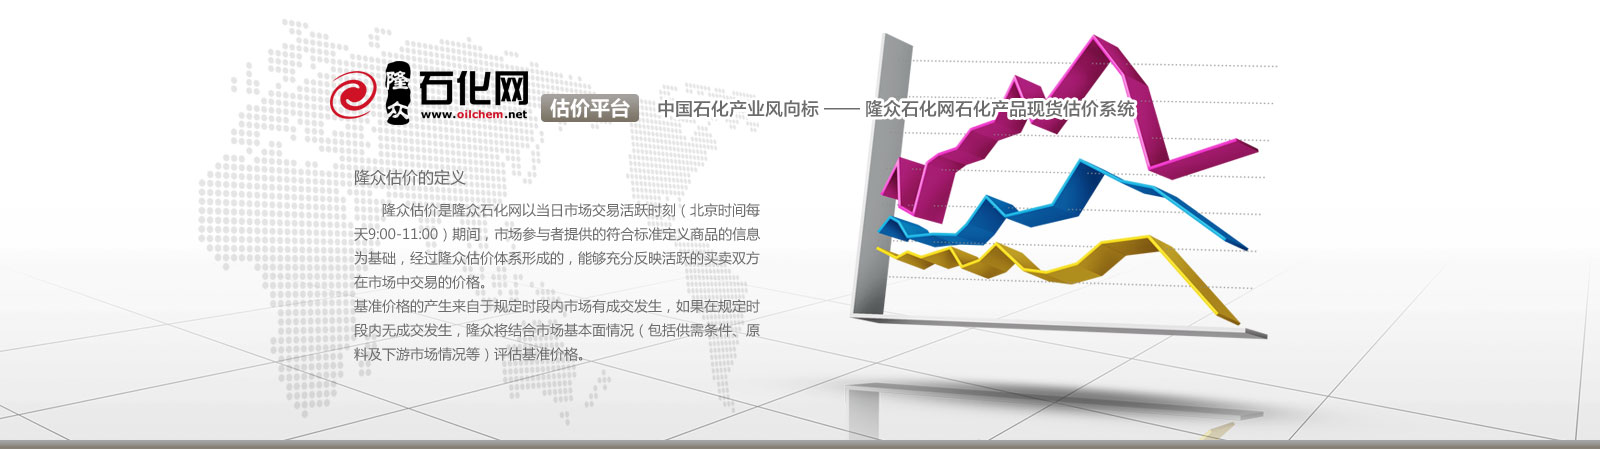 隆众 石化网
www.oilchem.net
估价平台 中国石化产业风向标 —— 隆众石化网石化产品现货估价系统
隆众估价的定义
隆众估价是隆众石化网以当日市场交易活跃时刻（北京时间每
天9:00-11:00）期间，市场参与者提供的符合标准定义商品的信息
为基础，经过隆众估价体系形成的，能够充分反映活跃的买卖双方
在市场中交易的价格。
基准价格的产生来自于规定时段内市场有成交发生，如果在规定时
段内无成交发生，隆众将结合市场基本面情况（包括供需条件、原
料及下游市场情况等）评估基准价格。